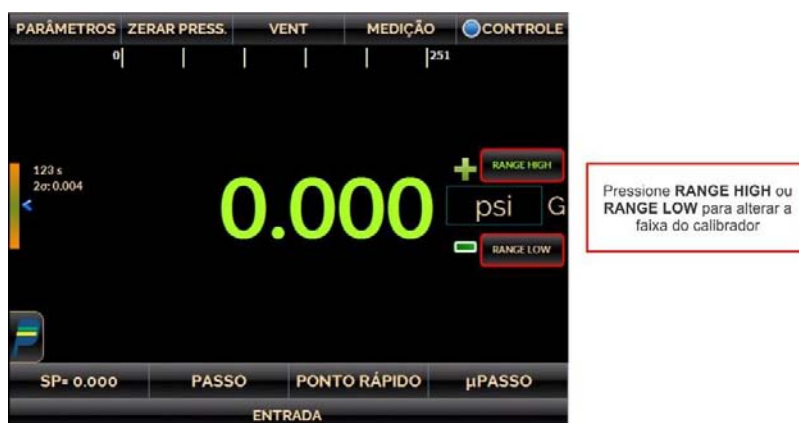 PARÂMETROS ZERAR PRESS. VENT MEDIÇÃO CONTROLE
0 251
RANGE HIGH
123 s
2σ: 0.004
0.000
psi G
RANGE LOW
SP= 0.000 PASSO PONTO RÁPIDO µPASSO
ENTRADA
Pressione RANGE HIGH ou
RANGE LOW para alterar a
faixa do calibrador